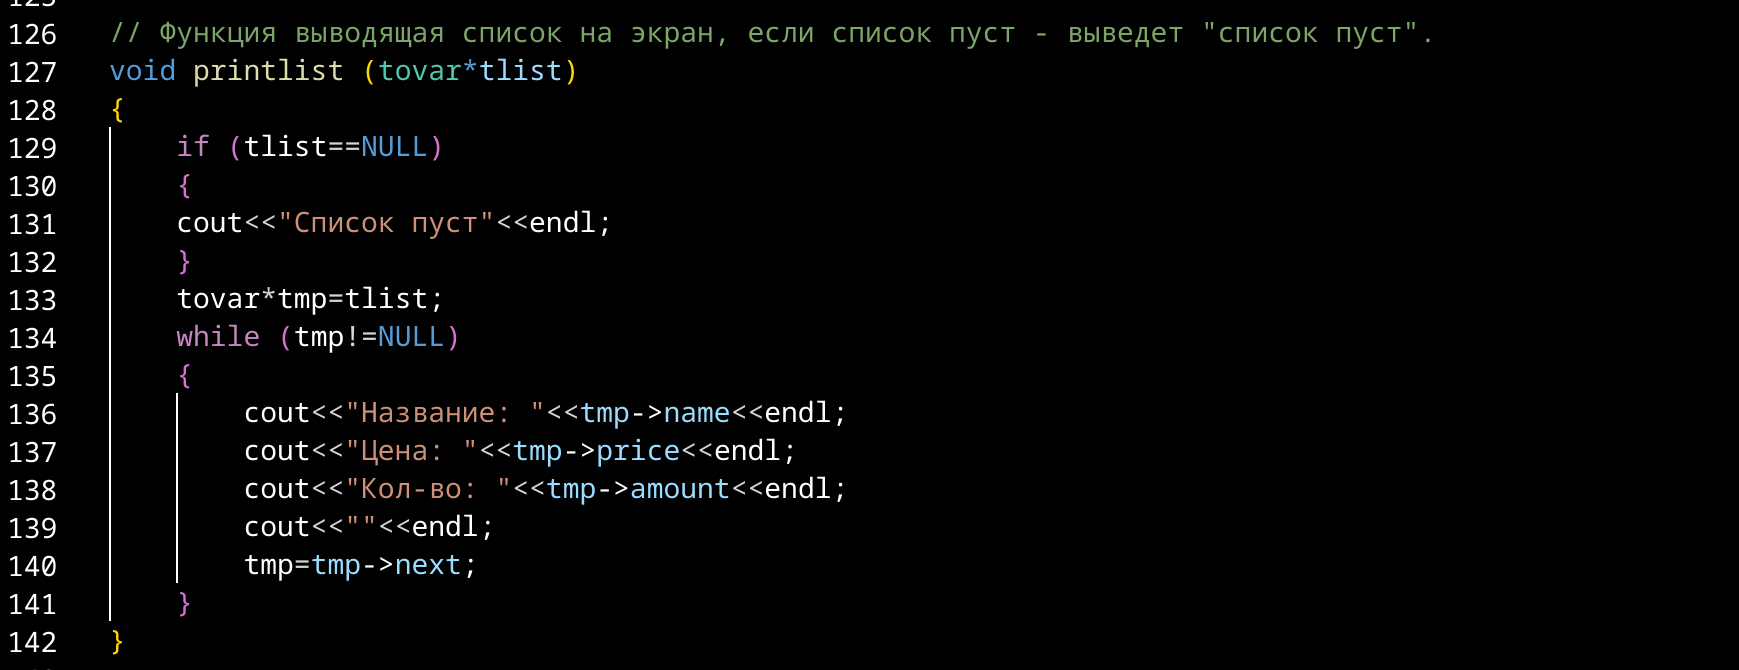 126 // Функция выводящая список на экран, если список пуст - выведет "список пуст".
127 void printlist (tovar*tlist)
128 {
129 if (tlist==NULL)
130 {
131 cout<<"Список пуст"<<endl;
132 }
133 tovar*tmp=tlist;
134 while (tmp!=NULL)
135 {
136 cout<<"Название: "<<tmp->name<<endl;
137 cout<<"Цена: "<<tmp->price<<endl;
138 cout<<"Кол-во: "<<tmp->amount<<endl;
139 cout<<""<<endl;
140 tmp=tmp->next;
141 }
142 }